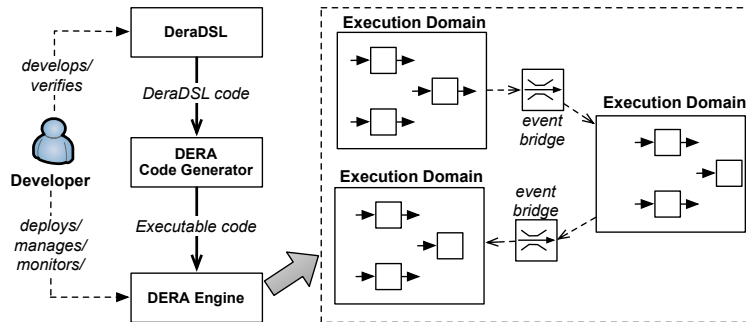 DeraDSL
develops/
verifies
DeraDSL code
Developer
DERA
Code Generator
deploys/
manages/
monitors/
Executable code
DERA Engine
Execution Domain
event
bridge
Execution Domain
Execution Domain
event
bridge